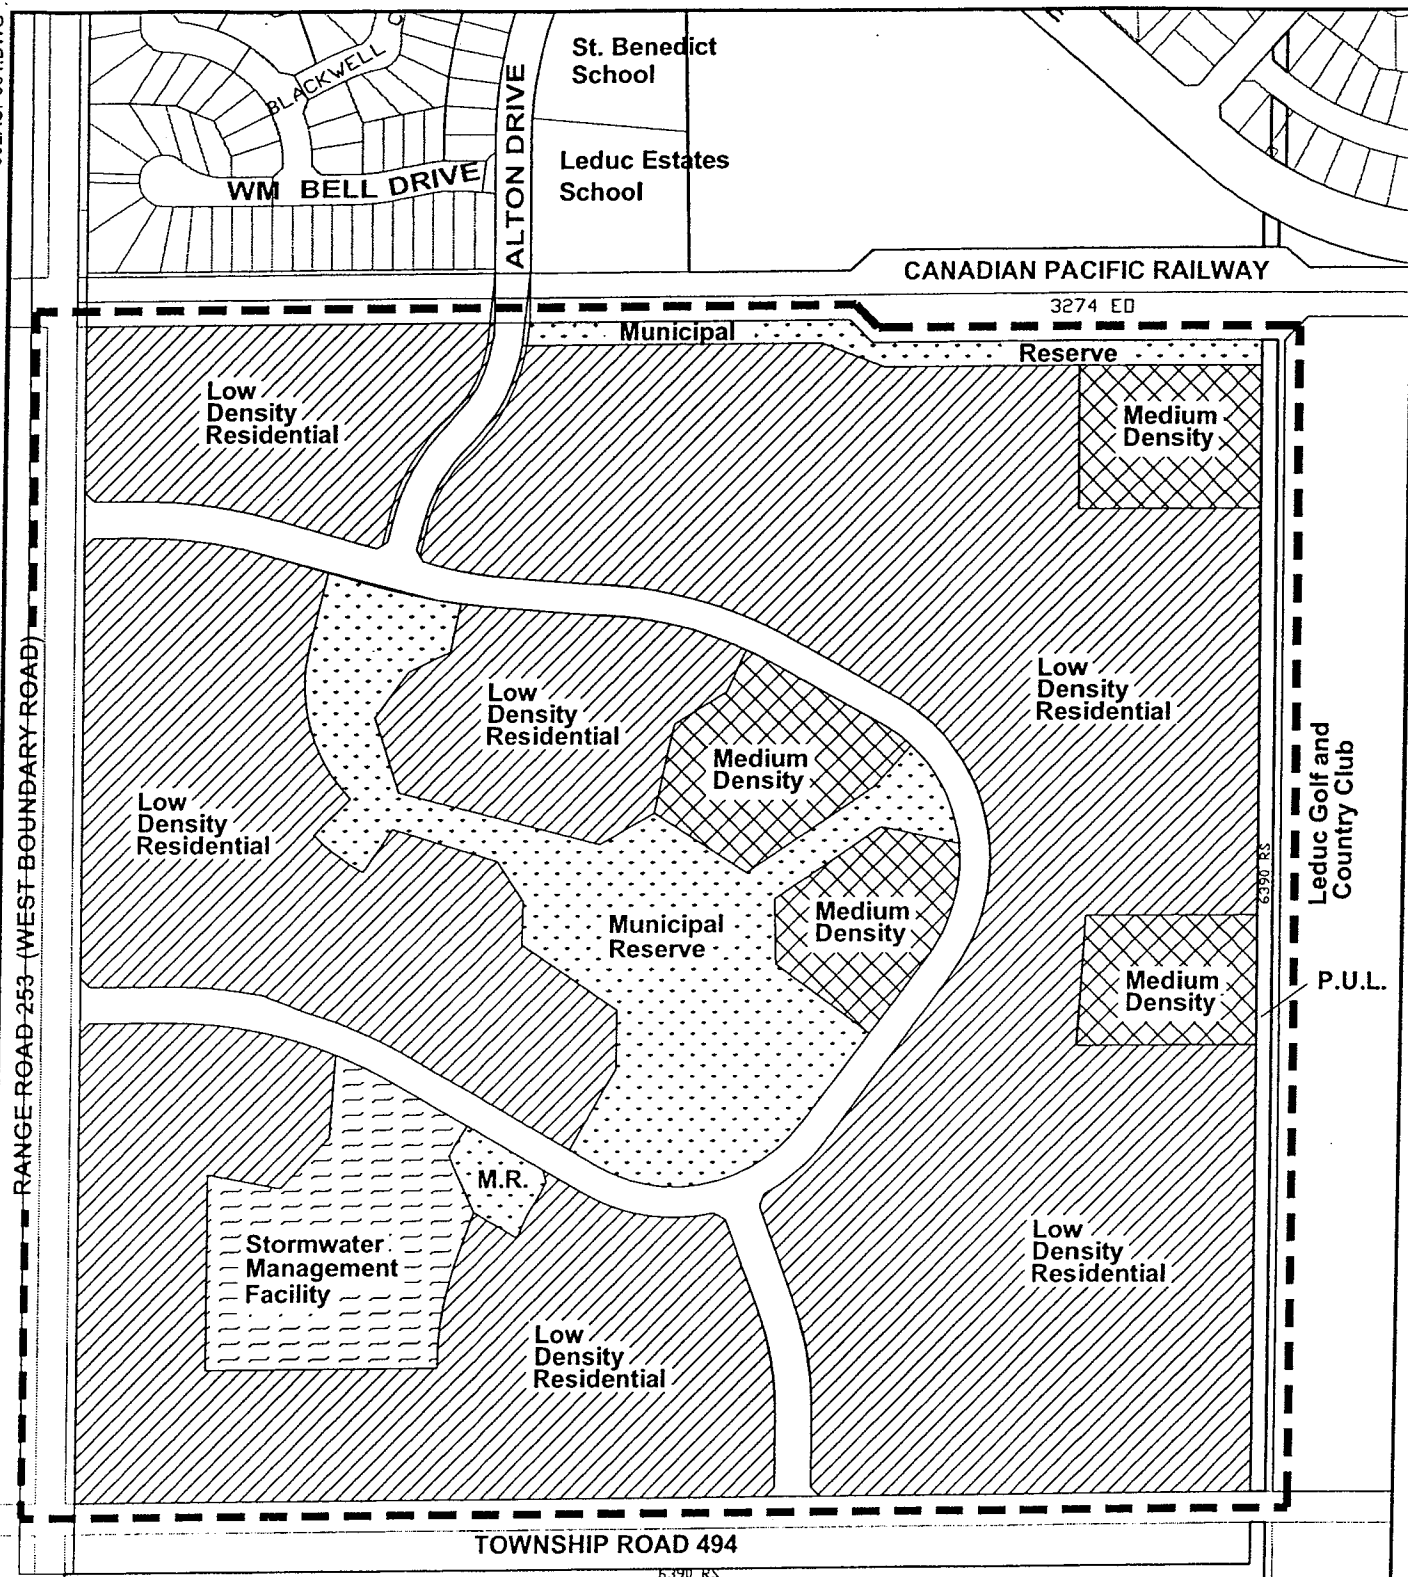 St. Benedict
School
BLACKWELL
ALTON DRIVE
Leduc Estates
School
WM BELL DRIVE
CANADIAN PACIFIC RAILWAY
3274 EO
Municipal
Reserve
Low
Density
Residential
Medium
Density
Low
Density
Residential
Low
Density
Residential
Medium
Density
Leduc Golf and
Country Club
Low
Density
Residential
6390 RS
Municipal
Reserve
Medium
Density
Medium
Density
P.U.L.
RANGE ROAD 253 (WEST BOUNDARY ROAD)
M.R.
Stormwater
Management
Facility
Low
Density
Residential
Low
Density
Residential
TOWNSHIP ROAD 494
6390 RS